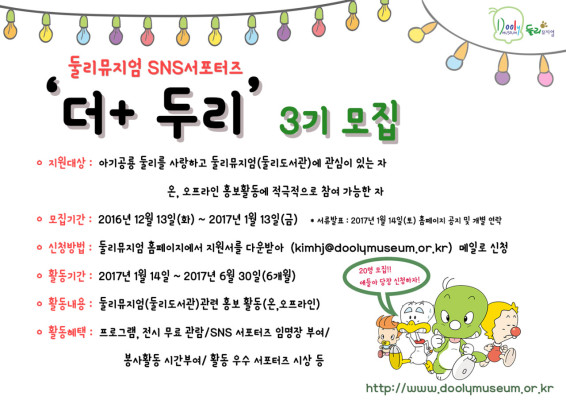 Dooly
MUSEUM
둘리뮤지엄
둘리뮤지엄 SNS서포터즈
‘더+ 두리’ 3기 모집
지원대상 : 아기공룡 둘리를 사랑하고 둘리뮤지엄(둘리도서관)에 관심이 있는 자
온, 오프라인 홍보활동에 적극적으로 참여 가능한 자
모집기간 : 2016년 12월 13일(화) ~ 2017년 1월 13일(금) * 서류발표 : 2017년 1월 14일(토) 홈페이지 공지 및 개별 연락
신청방법 : 둘리뮤지엄 홈페이지에서 지원서를 다운받아 (kimhj@doolymuseum.or.kr) 메일로 신청
활동기간 : 2017년 1월 14일 ~ 2017년 6월 30일(6개월)
활동내용 : 둘리뮤지엄(둘리도서관)관련 홍보 활동(온,오프라인)
활동혜택 : 프로그램, 전시 무료 관람/SNS 서포터즈 임명장 부여/
봉사활동 시간부여/ 활동 우수 서포터즈 시상 등
20명 모집!!
얘들아 당장 신청하자!
http://www.doolymuseum.or.kr